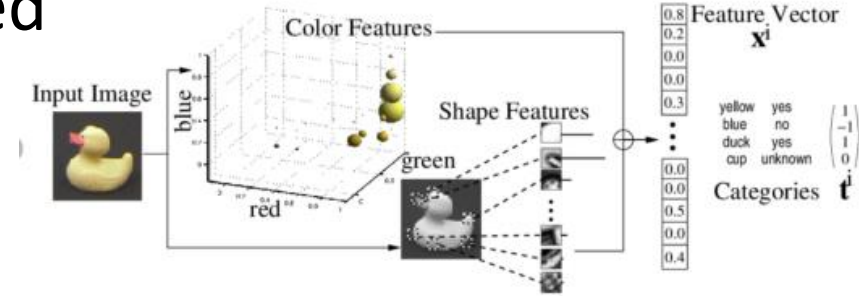 ed
Color Features
Input Image
blue
red
green
Shape Features
Feature Vector
xⁱ
0.8
0.2
0.0
0.0
0.3
0.0
0.0
0.5
0.0
0.4
yellow yes 1
blue no -1
duck yes 1
cup unknown 0
Categories tⁱ